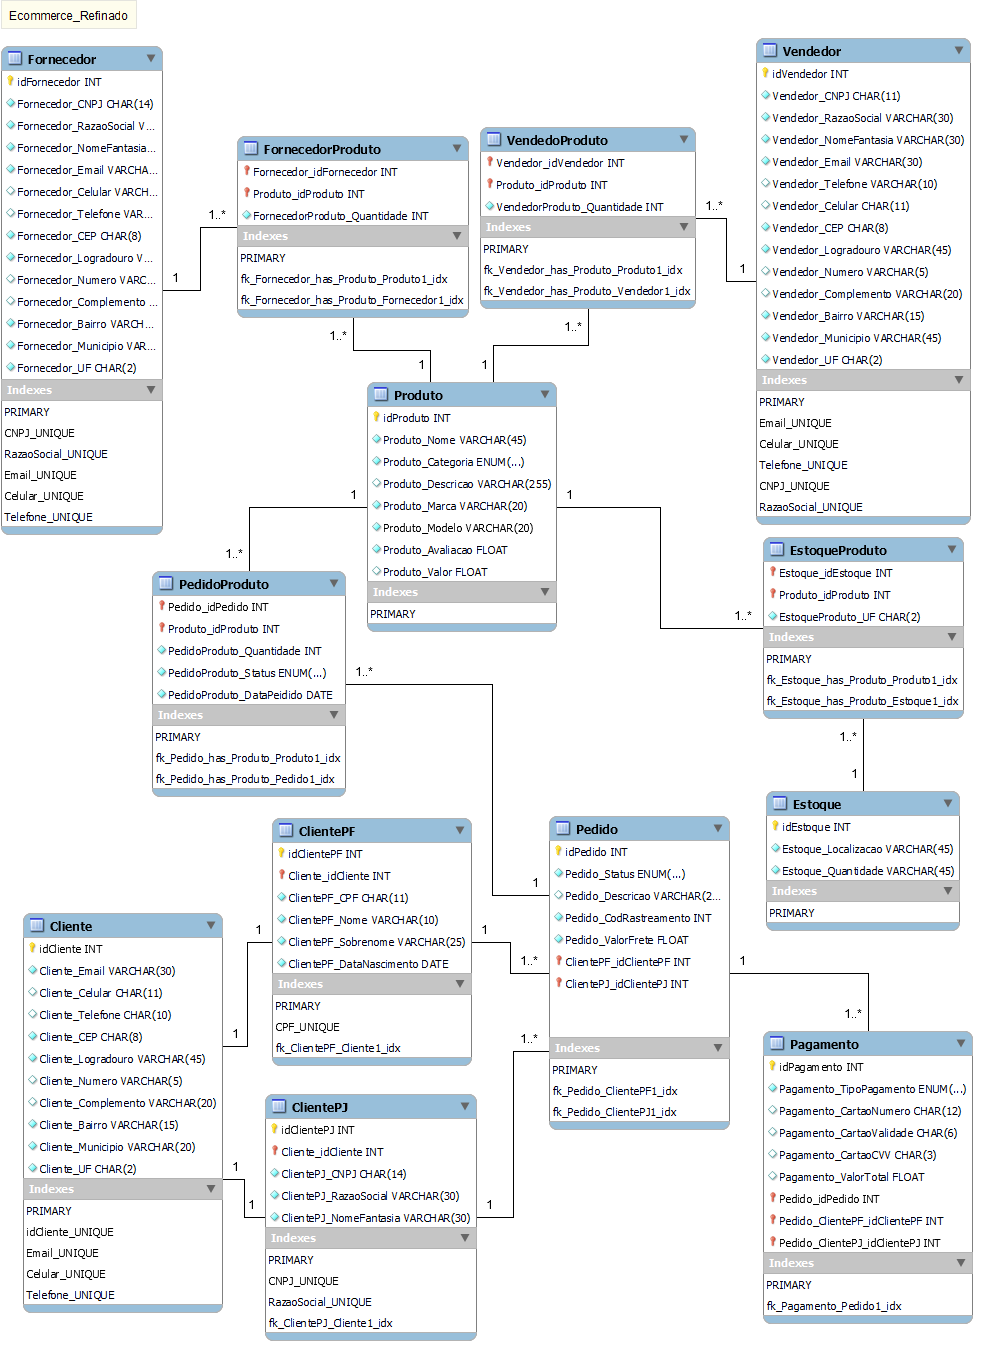 Ecommerce_Refinado
Fornecedor
idFornecedor INT
Fornecedor_CNPJ CHAR(14)
Fornecedor_RazaoSocial V...
Fornecedor_NomeFantasia...
Fornecedor_Email VARCHA...
Fornecedor_Celular VARCH...
Fornecedor_Telefone VAR...
Fornecedor_CEP CHAR(8)
Fornecedor_Logradouro V...
Fornecedor_Numero VARC...
Fornecedor_Complemento ...
Fornecedor_Bairro VARCH...
Fornecedor_Municipio VAR...
Fornecedor_UF CHAR(2)
Indexes
PRIMARY
CNPJ_UNIQUE
RazaoSocial_UNIQUE
Email_UNIQUE
Celular_UNIQUE
Telefone_UNIQUE
1..*
1
FornecedorProduto
Fornecedor_idFornecedor INT
Produto_idProduto INT
FornecedorProduto_Quantidade INT
Indexes
PRIMARY
fk_Fornecedor_has_Produto_Produto1_idx
fk_Fornecedor_has_Produto_Fornecedor1_idx
1..*
1
VendedoProduto
Vendedor_idVendedor INT
Produto_idProduto INT
VendedorProduto_Quantidade INT
Indexes
PRIMARY
fk_Vendedor_has_Produto_Produto1_idx
fk_Vendedor_has_Produto_Vendedor1_idx
1..*
1
1..*
1
Vendedor
idVendedor INT
Vendedor_CNPJ CHAR(11)
Vendedor_RazaoSocial VARCHAR(30)
Vendedor_NomeFantasia VARCHAR(30)
Vendedor_Email VARCHAR(30)
Vendedor_Telefone VARCHAR(10)
Vendedor_Celular CHAR(11)
Vendedor_CEP CHAR(8)
Vendedor_Logradouro VARCHAR(45)
Vendedor_Numero VARCHAR(5)
Vendedor_Complemento VARCHAR(20)
Vendedor_Bairro VARCHAR(15)
Vendedor_Municipio VARCHAR(45)
Vendedor_UF CHAR(2)
Indexes
PRIMARY
Email_UNIQUE
Celular_UNIQUE
Telefone_UNIQUE
CNPJ_UNIQUE
RazaoSocial_UNIQUE
Produto
idProduto INT
Produto_Nome VARCHAR(45)
Produto_Categoria ENUM(...)
Produto_Descricao VARCHAR(255)
Produto_Marca VARCHAR(20)
Produto_Modelo VARCHAR(20)
Produto_Avaliacao FLOAT
Produto_Valor FLOAT
Indexes
PRIMARY
1
1..*
1
1..*
PedidoProduto
Pedido_idPedido INT
Produto_idProduto INT
PedidoProduto_Quantidade INT
PedidoProduto_Status ENUM(...)
PedidoProduto_DataPeidido DATE
Indexes
PRIMARY
fk_Pedido_has_Produto_Produto1_idx
fk_Pedido_has_Produto_Pedido1_idx
1..*
1
EstoqueProduto
Estoque_idEstoque INT
Produto_idProduto INT
EstoqueProduto_UF CHAR(2)
Indexes
PRIMARY
fk_Estoque_has_Produto_Produto1_idx
fk_Estoque_has_Produto_Estoque1_idx
1..*
1
Estoque
idEstoque INT
Estoque_Localizacao VARCHAR(45)
Estoque_Quantidade VARCHAR(45)
Indexes
PRIMARY
ClientePF
idClientePF INT
Cliente_idCliente INT
ClientePF_CPF CHAR(11)
ClientePF_Nome VARCHAR(10)
ClientePF_Sobrenome VARCHAR(25)
ClientePF_DataNascimento DATE
Indexes
PRIMARY
CPF_UNIQUE
fk_ClientePF_Cliente1_idx
1
1..*
Pedido
idPedido INT
Pedido_Status ENUM(...)
Pedido_Descricao VARCHAR(2...
Pedido_CodRastreamento INT
Pedido_ValorFrete FLOAT
ClientePF_idClientePF INT
ClientePJ_idClientePJ INT
Indexes
PRIMARY
fk_Pedido_ClientePF1_idx
fk_Pedido_ClientePJ1_idx
1
1..*
Cliente
idCliente INT
Cliente_Email VARCHAR(30)
Cliente_Celular CHAR(11)
Cliente_Telefone CHAR(10)
Cliente_CEP CHAR(8)
Cliente_Logradouro VARCHAR(45)
Cliente_Numero VARCHAR(5)
Cliente_Complemento VARCHAR(20)
Cliente_Bairro VARCHAR(15)
Cliente_Municipio VARCHAR(20)
Cliente_UF CHAR(2)
Indexes
PRIMARY
idCliente_UNIQUE
Email_UNIQUE
Celular_UNIQUE
Telefone_UNIQUE
1
1
1
1
ClientePJ
idClientePJ INT
Cliente_idCliente INT
ClientePJ_CNPJ CHAR(14)
ClientePJ_RazaoSocial VARCHAR(30)
ClientePJ_NomeFantasia VARCHAR(30)
Indexes
PRIMARY
CNPJ_UNIQUE
RazaoSocial_UNIQUE
fk_ClientePJ_Cliente1_idx
1..*
1
Pagamento
idPagamento INT
Pagamento_TipoPagamento ENUM(...)
Pagamento_CartaoNumero CHAR(12)
Pagamento_CartaoValidade CHAR(6)
Pagamento_CartaoCVV CHAR(3)
Pagamento_ValorTotal FLOAT
Pedido_idPedido INT
Pedido_ClientePF_idClientePF INT
Pedido_ClientePJ_idClientePJ INT
Indexes
PRIMARY
fk_Pagamento_Pedido1_idx